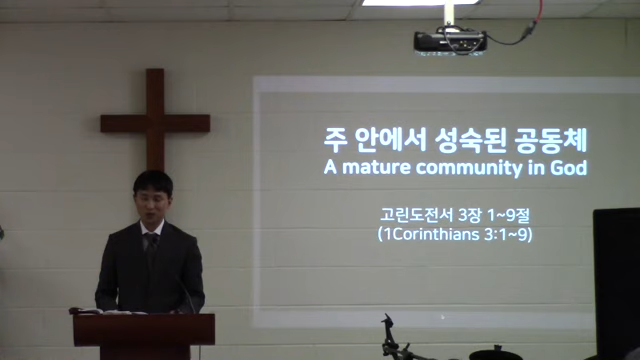 주 안에서 성숙된 공동체
A mature community in God
고린도전서 3장 1~9절
(1Corinthians 3:1~9)